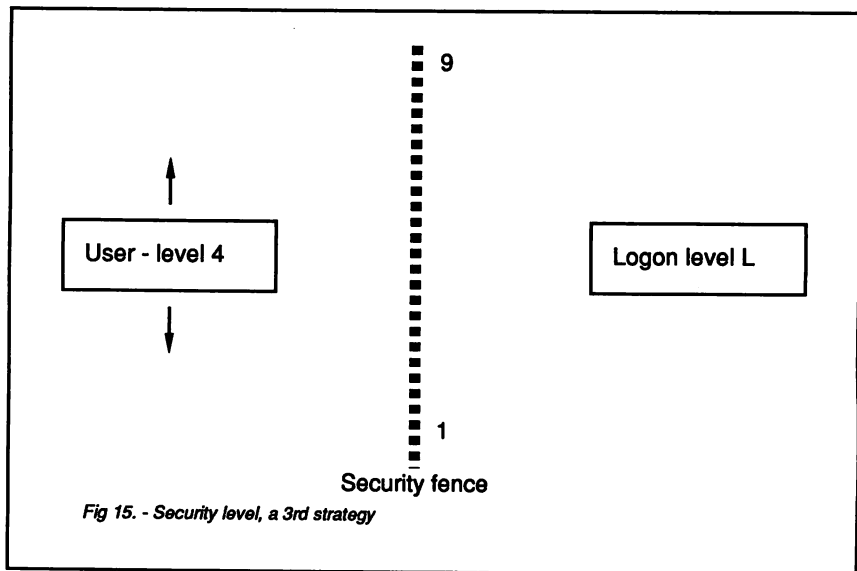 9
User - level 4
Logon level L
1
Security fence
Fig 15. - Security level, a 3rd strategy